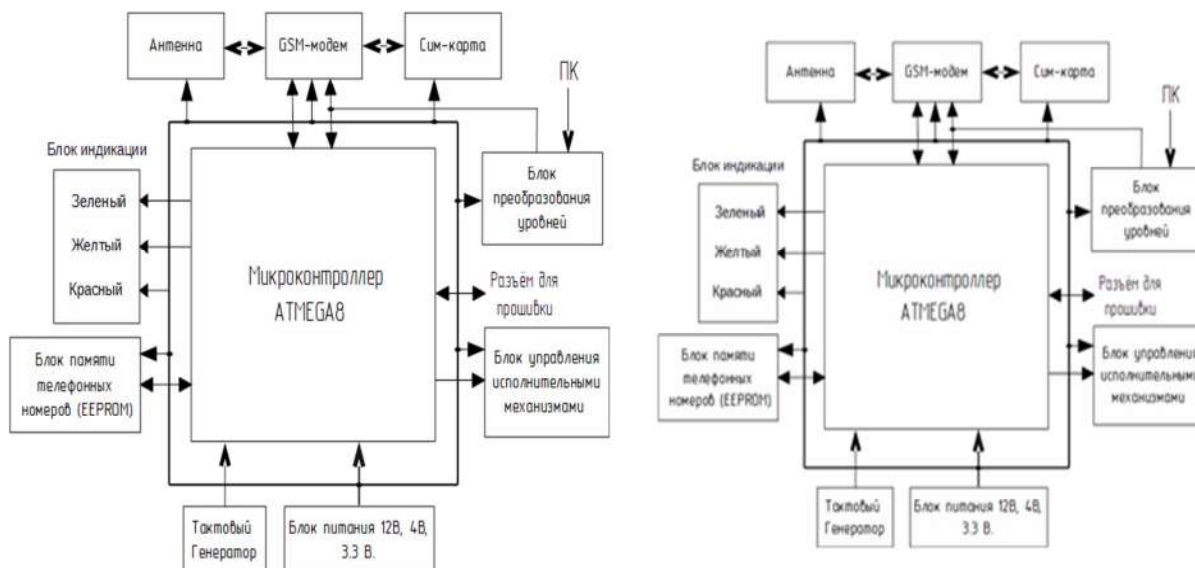 Антенна
GSM-модем
Сим-карта
ПК
Блок индикации
Зеленый
Желтый
Красный
Блок
преобразования
уровней
Микроконтроллер
ATMEGA8
Разъём для
прошивки
Блок памяти
телефонных
номеров (EEPROM)
Блок управления
исполнительными
механизмами
Тактовый
Генератор
Блок питания 12В, 4В,
3.3 В.
Антенна
GSM-модем
Сим-карта
ПК
Блок индикации
Зеленый
Желтый
Красный
Блок
преобразования
уровней
Микроконтроллер
ATMEGA8
Разъём для
прошивки
Блок памяти
телефонных
номеров (EEPROM)
Блок управления
исполнительными
механизмами
Тактовый
Генератор
Блок питания 12В, 4В,
3.3 В.